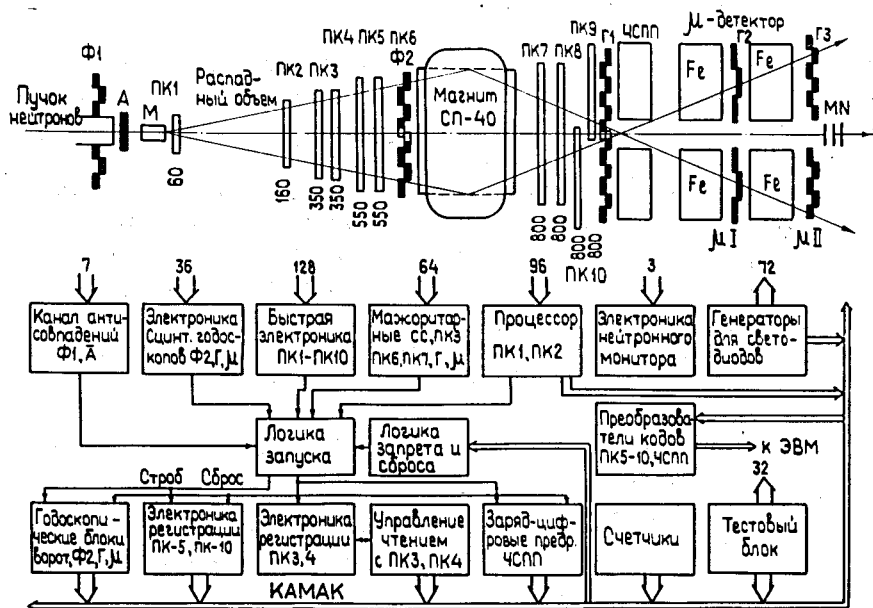 μ-детектор
ПК4 ПК5 ПК6
ПК9
Г1 ЧСПП
Г2
Г3
Ф1
ПК2 ПК3
Ф2
ПК7 ПК8
Пучок
нейтронов
А
М
ПК1
Распад-
ный объем
Магнит
СП-40
Fe
Fe
MN
60
160
350
350
550
550
800
800
800
800
ПК10
Fe
Fe
μI
μII
7
36
128
64
96
3
72
Канал анти-
совпадений
Ф1, Ā
Электроника
Сцинт. годос-
копов Ф2,Г,μ
Быстрая
электроника
ПК1-ПК10
Мажоритар-
ные СС,ПК3
ПК6,ПК7,Г,μ
Процессор
ПК1, ПК2
Электроника
нейтронного
монитора
Генераторы
для свето-
диодов
Логика
запуска
Логика
запрета и
сброса
Преобразова-
тели кодов
ПК5-10,ЧСПП
к ЭВМ
Строб Сброс
32
Годоскопи-
ческие блоки
ворот,Ф2,Г,μ
Электроника
регистрации
ПК-5, ПК-10
Электроника
регистрации
ПК3,4
Управление
чтением
с ПК3, ПК4
Заряд-циф-
ровые предр.
ЧСПП
Счетчики
Тестовый
блок
КАМАК